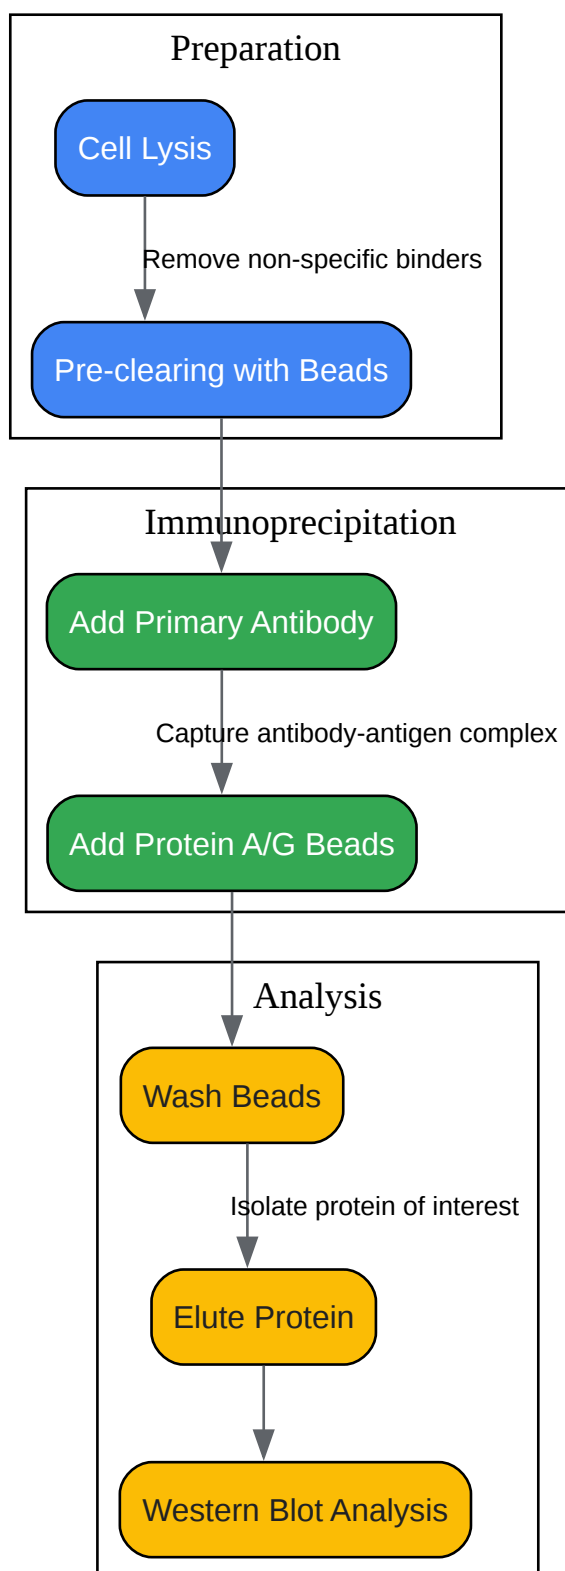 Preparation
Cell Lysis
Remove non-specific binders
Pre-clearing with Beads
Immunoprecipitation
Add Primary Antibody
Capture antibody-antigen complex
Add Protein A/G Beads
Analysis
Wash Beads
Isolate protein of interest
Elute Protein
Western Blot Analysis